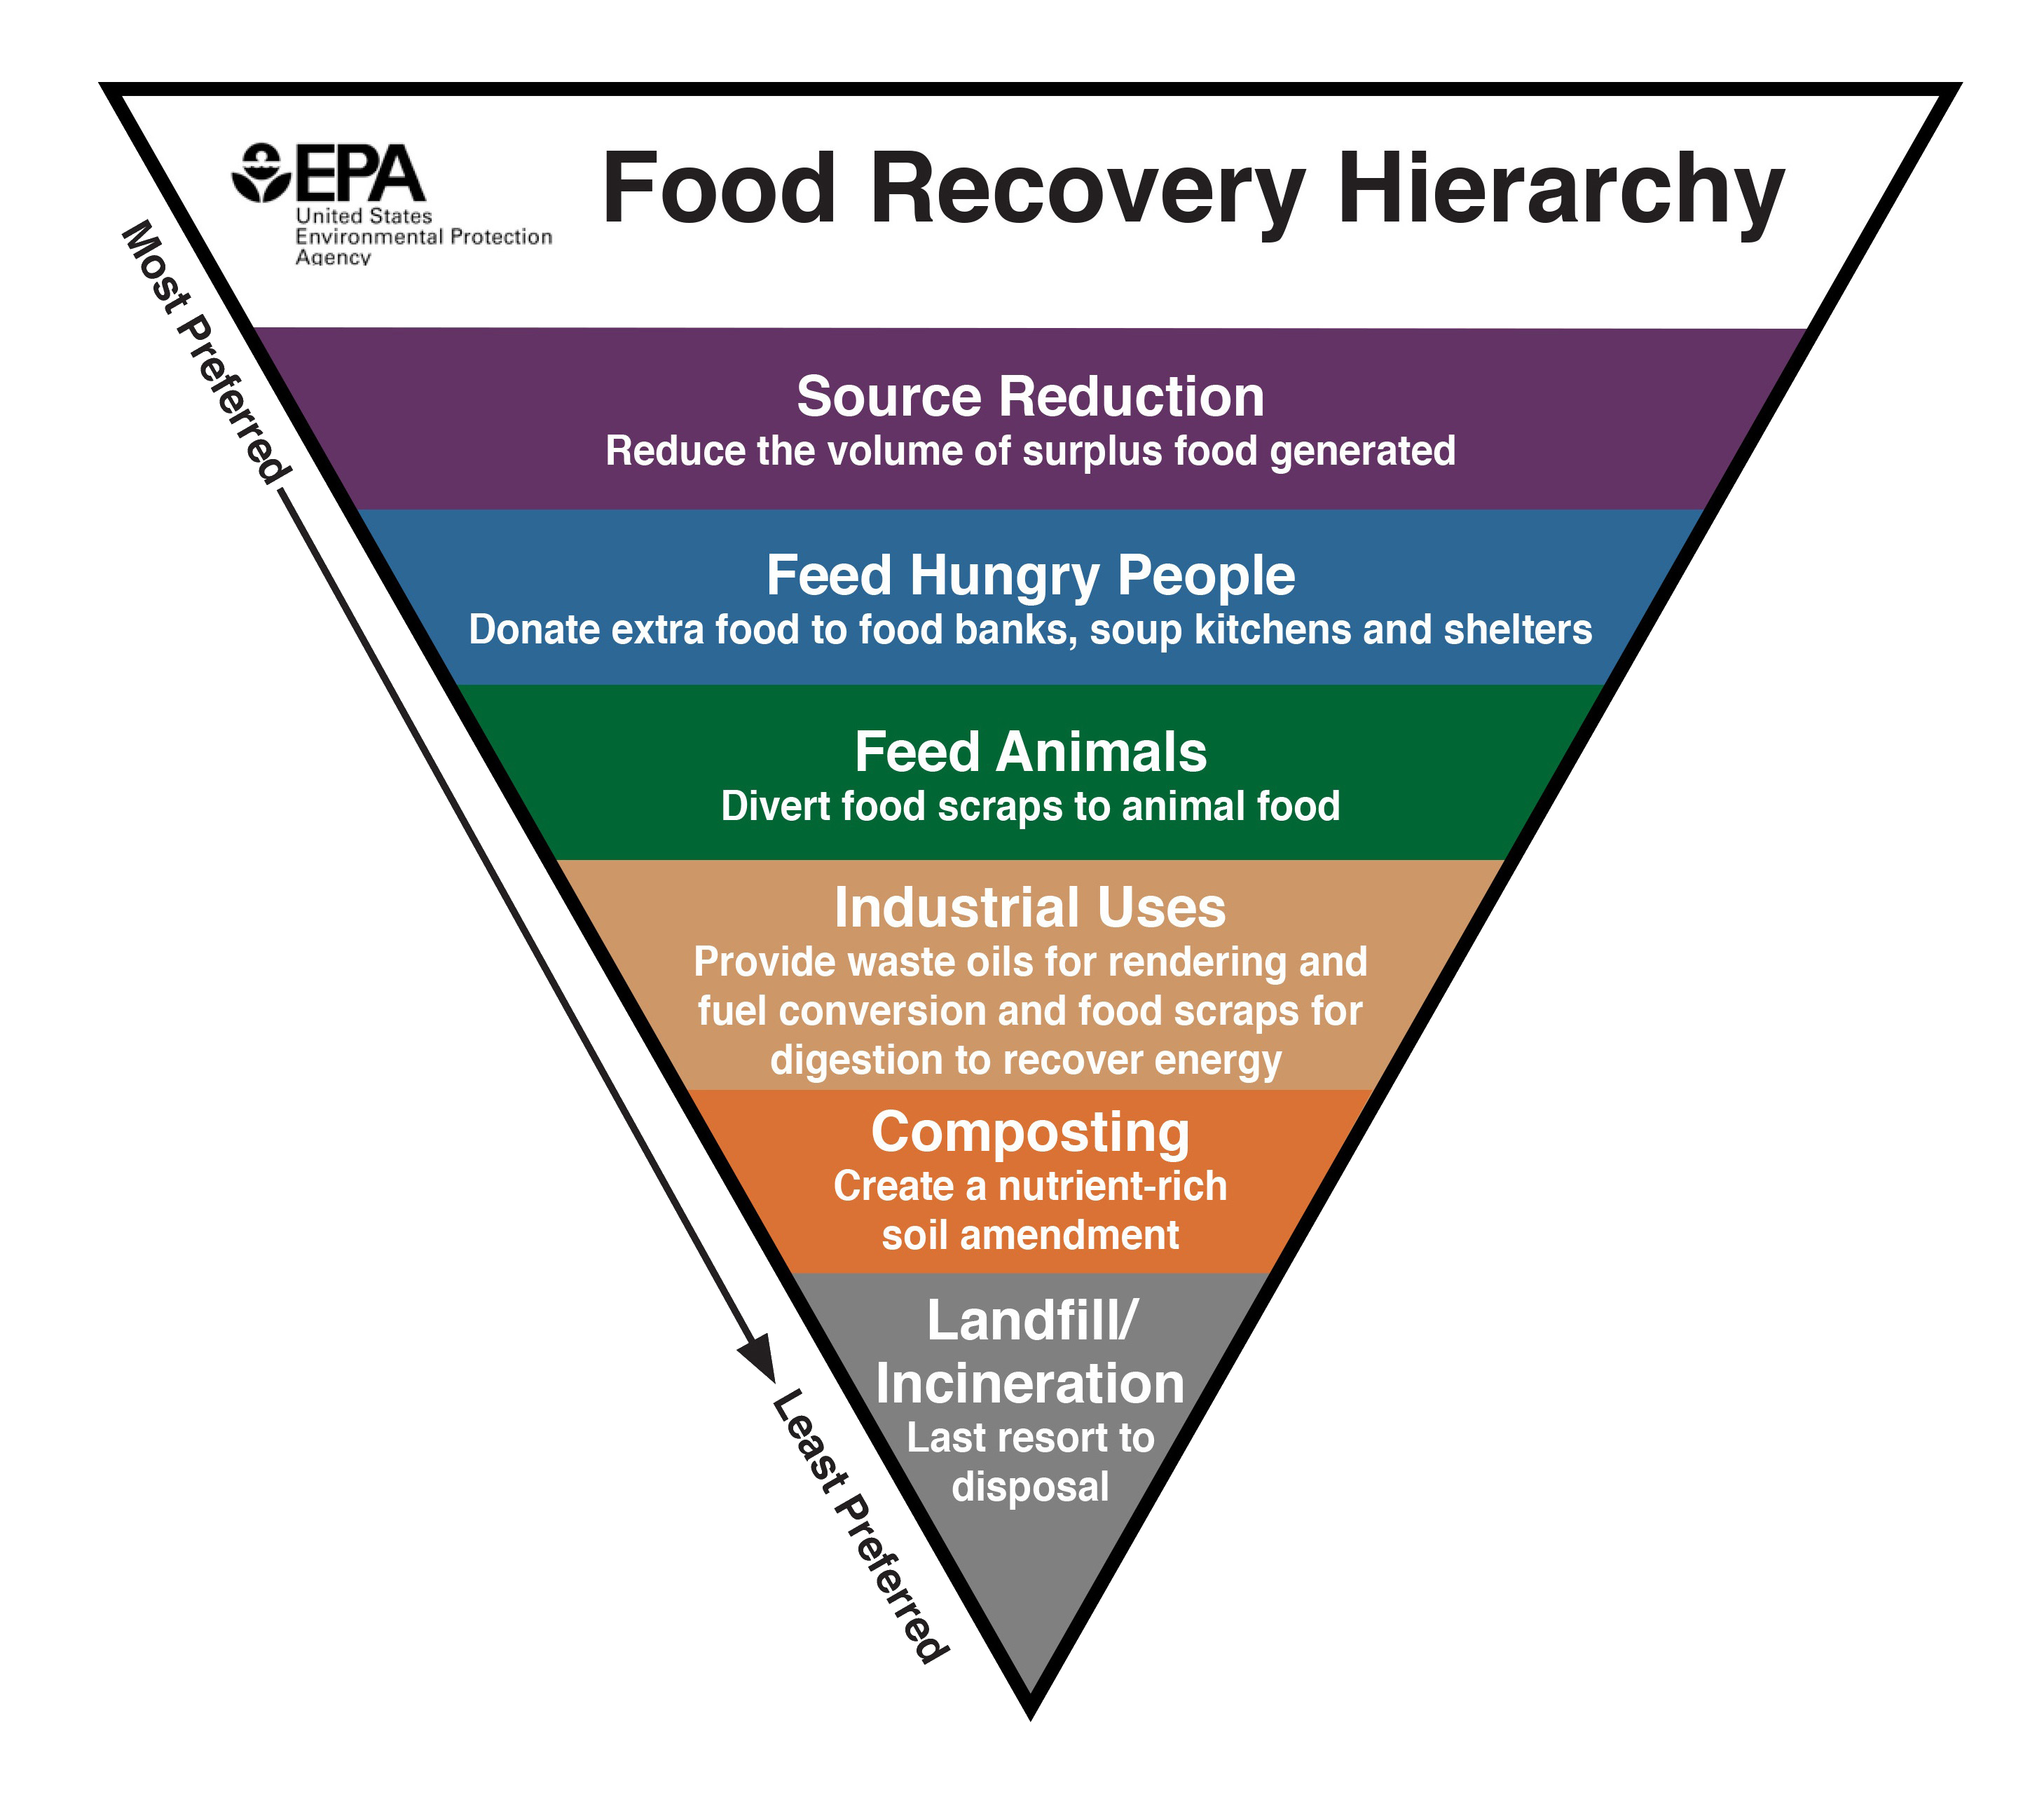 EPA
United States
Environmental Protection
Agency
Food Recovery Hierarchy
Most Preferred
Source Reduction
Reduce the volume of surplus food generated
Feed Hungry People
Donate extra food to food banks, soup kitchens and shelters
Feed Animals
Divert food scraps to animal food
Industrial Uses
Provide waste oils for rendering and
fuel conversion and food scraps for
digestion to recover energy
Composting
Create a nutrient-rich
soil amendment
Landfill/
Incineration
Last resort to
disposal
Least Preferred